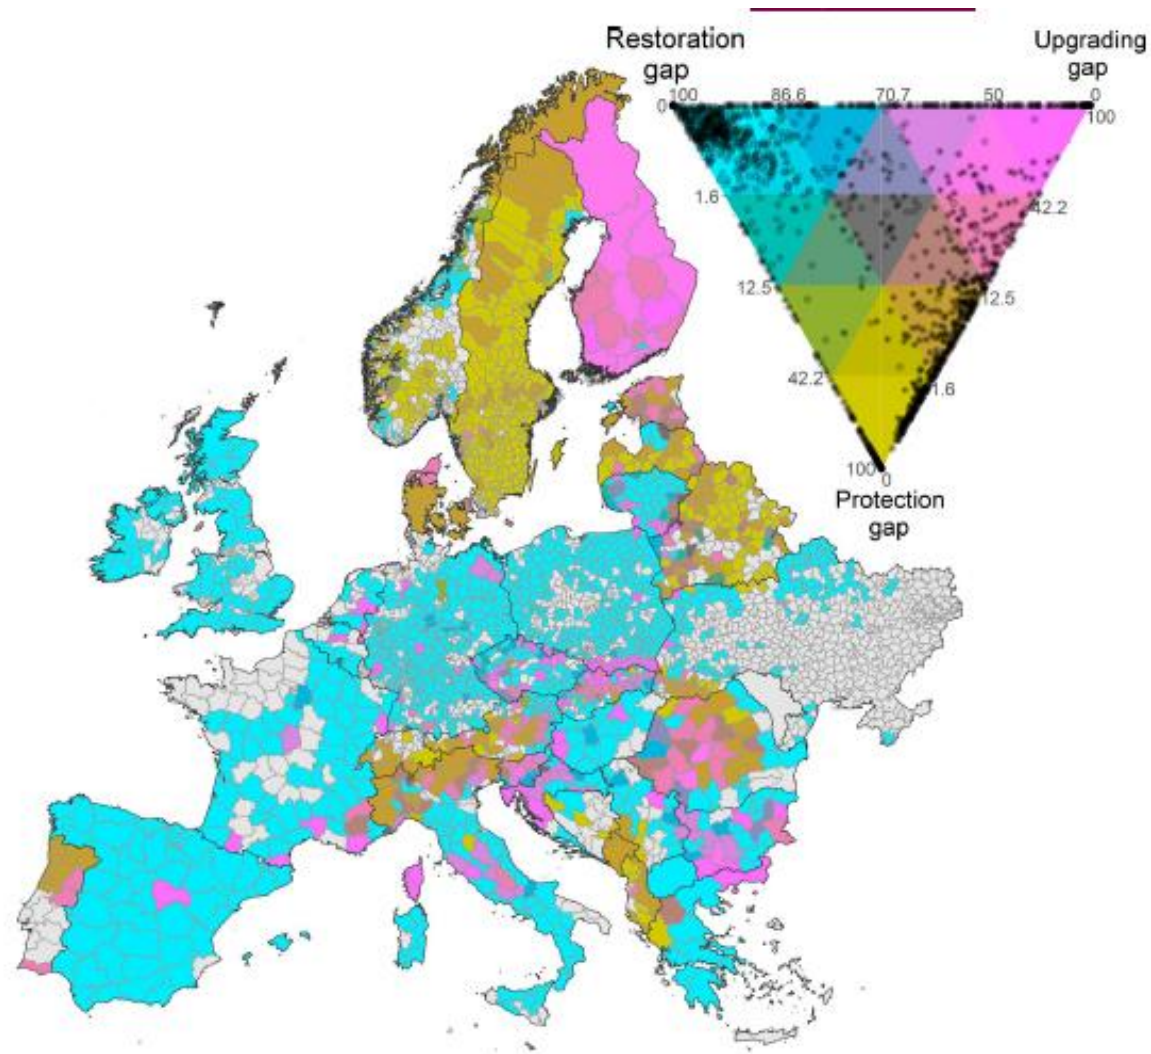 Restoration
gap
Upgrading
gap
100 86.6 70.7 50 0
0 100
1.6 42.2
12.5 12.5
42.2 1.6
100 0
Protection
gap